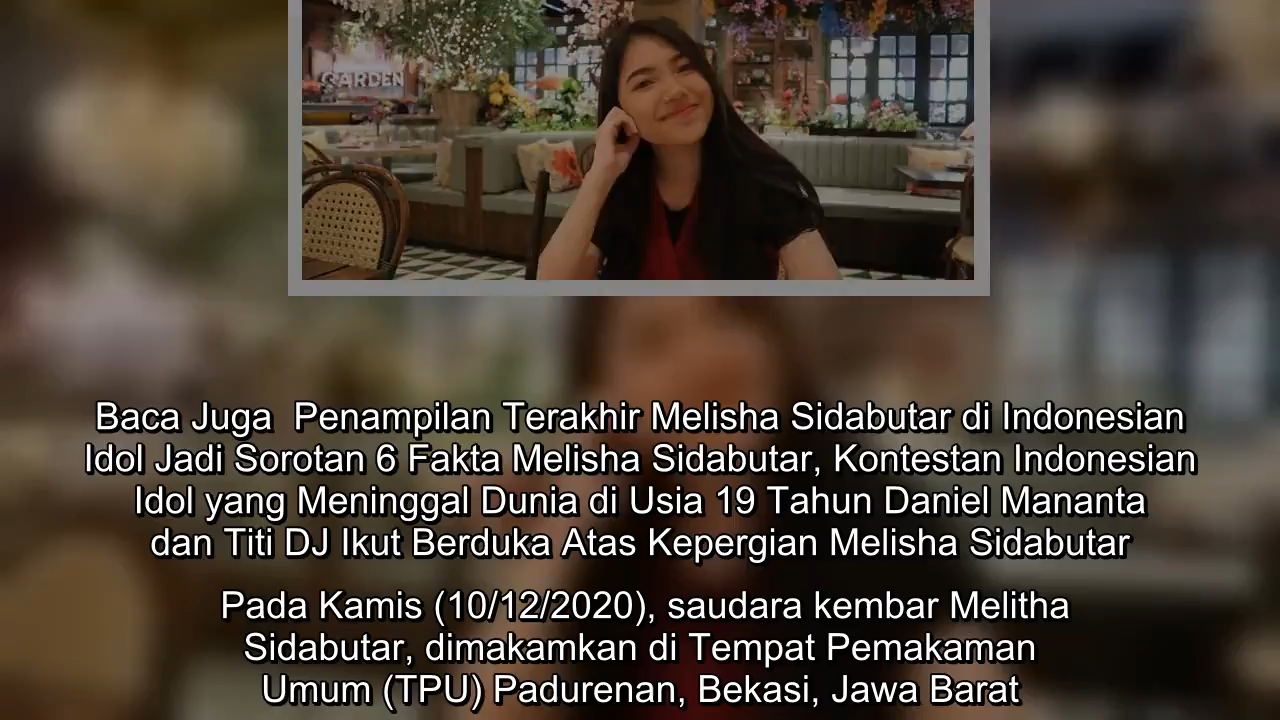 GARDEN
Baca Juga  Penampilan Terakhir Melisha Sidabutar di Indonesian
Idol Jadi Sorotan 6 Fakta Melisha Sidabutar, Kontestan Indonesian
Idol yang Meninggal Dunia di Usia 19 Tahun Daniel Mananta
dan Titi DJ Ikut Berduka Atas Kepergian Melisha Sidabutar
Pada Kamis (10/12/2020), saudara kembar Melitha
Sidabutar, dimakamkan di Tempat Pemakaman
Umum (TPU) Padurenan, Bekasi, Jawa Barat